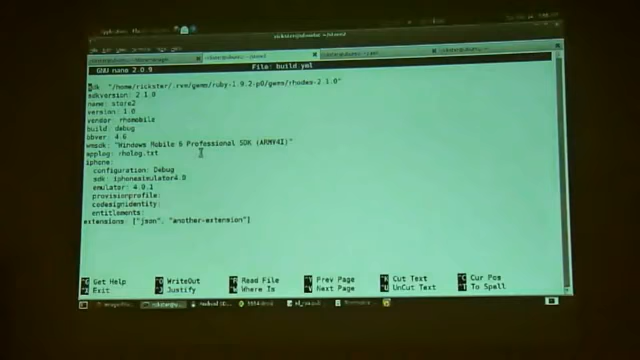 GNU nano 2.0.9 File: build.yml
sdk: "/home/rickster/.rvm/gems/ruby-1.9.2-p0/gems/rhodes-2.1.0"
sdkversion: 2.1.0
name: store2
version: 1.0
vendor: rhomobile
build: debug
bbver: 4.6
wmsdk: "Windows Mobile 6 Professional SDK (ARMV4I)"
applog: rholog.txt
iphone:
configuration: Debug
sdk: iphonesimulator4.0
emulator: 4.0.1
provisionprofile:
codesignidentity:
entitlements:
extensions: ["json", "another-extension"]
^G Get Help ^O WriteOut ^R Read File ^Y Prev Page ^K Cut Text ^C Cur Pos
^X Exit ^J Justify ^W Where Is ^V Next Page ^U UnCut Text ^T To Spell